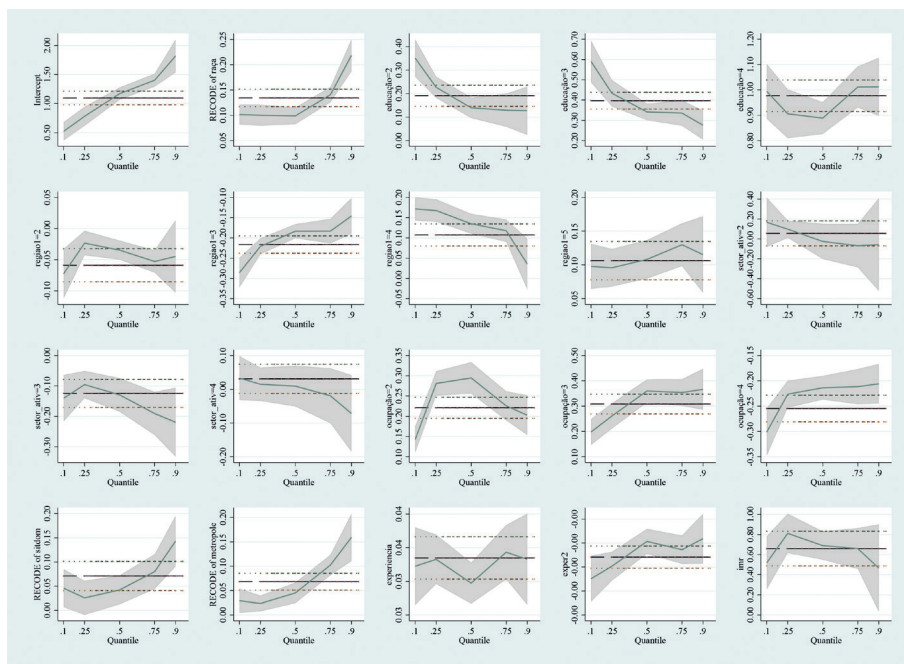 Intercept
2.00
1.50
1.00
0.50
.1 .25 .5 .75 .9
Quantile
RECODE of raça
0.25
0.20
0.15
0.10
0.05
.1 .25 .5 .75 .9
Quantile
educação=2
0.40
0.30
0.20
0.10
0.00
.1 .25 .5 .75 .9
Quantile
educação=3
0.70
0.60
0.50
0.40
0.30
0.20
.1 .25 .5 .75 .9
Quantile
educação=4
1.20
1.10
1.00
0.90
0.80
.1 .25 .5 .75 .9
Quantile
regiao1=2
0.05
0.00
-0.05
-0.10
.1 .25 .5 .75 .9
Quantile
regiao1=3
-0.10
-0.15
-0.20
-0.25
-0.30
-0.35
.1 .25 .5 .75 .9
Quantile
regiao1=4
0.20
0.15
0.10
0.05
0.00
-0.05
.1 .25 .5 .75 .9
Quantile
regiao1=5
0.20
0.15
0.10
0.05
.1 .25 .5 .75 .9
Quantile
setor_ativ=2
0.40
0.20
0.00
-0.20
-0.40
-0.60
.1 .25 .5 .75 .9
Quantile
setor_ativ=3
0.00
-0.10
-0.20
-0.30
.1 .25 .5 .75 .9
Quantile
setor_ativ=4
0.10
0.00
-0.10
-0.20
.1 .25 .5 .75 .9
Quantile
ocupação=2
0.35
0.30
0.25
0.20
0.15
0.10
.1 .25 .5 .75 .9
Quantile
ocupação=3
0.50
0.40
0.30
0.20
0.10
.1 .25 .5 .75 .9
Quantile
ocupação=4
-0.15
-0.20
-0.25
-0.30
-0.35
.1 .25 .5 .75 .9
Quantile
RECODE of sitdom
0.20
0.15
0.10
0.05
0.00
.1 .25 .5 .75 .9
Quantile
RECODE of metropole
0.20
0.15
0.10
0.05
0.00
.1 .25 .5 .75 .9
Quantile
experiencia
0.04
0.04
0.03
0.03
.1 .25 .5 .75 .9
Quantile
exper2
-0.00
-0.00
-0.00
-0.00
.1 .25 .5 .75 .9
Quantile
imr
1.00
0.80
0.60
0.40
0.20
0.00
.1 .25 .5 .75 .9
Quantile